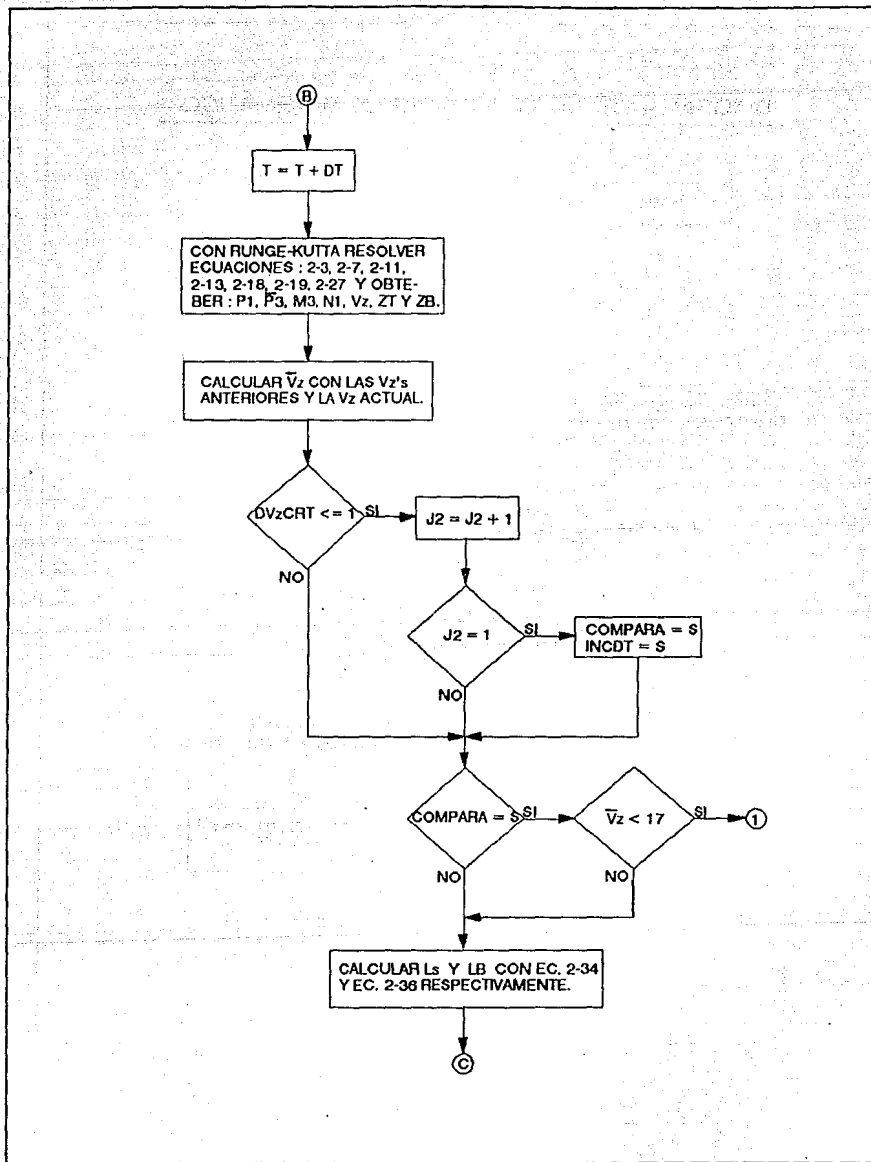 B
T = T + DT
CON RUNGE-KUTTA RESOLVER
ECUACIONES : 2-3, 2-7, 2-11,
2-13, 2-18, 2-19, 2-27 Y OBTE-
BER : P1, P̅3, M3, N1, Vz, ZT Y ZB.
CALCULAR V̅z CON LAS Vz's
ANTERIORES Y LA Vz ACTUAL.
DVzCRT <= 1
SI
J2 = J2 + 1
NO
J2 = 1
SI
COMPARA = S
INCDT = S
NO
COMPARA = S
SI
V̅z < 17
SI
1
NO
NO
CALCULAR Ls Y LB CON EC. 2-34
Y EC. 2-36 RESPECTIVAMENTE.
C